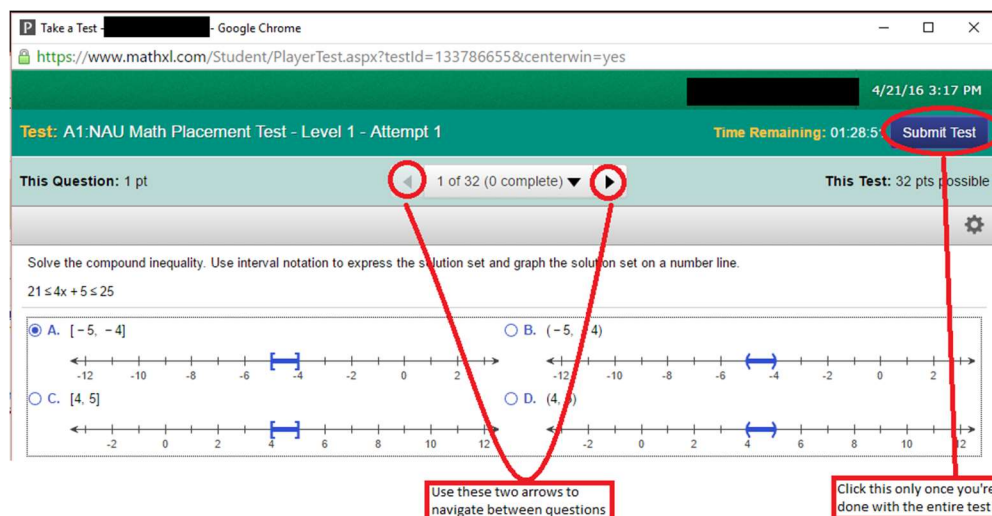 Take a Test - - Google Chrome
https://www.mathxl.com/Student/PlayerTest.aspx?testId=133786655&centerwin=yes
4/21/16 3:17 PM
Test: A1:NAU Math Placement Test - Level 1 - Attempt 1 Time Remaining: 01:28:5 Submit Test
This Question: 1 pt 1 of 32 (0 complete) This Test: 32 pts possible
Solve the compound inequality. Use interval notation to express the solution set and graph the solution set on a number line.
21 ≤ 4x + 5 ≤ 25
A. [-5, -4] B. (-5, -4)
-12 -10 -8 -6 -4 -2 0 2 -12 -10 -8 -6 -4 -2 0 2
C. [4, 5] D. (4, 5)
-2 0 2 4 6 8 10 12 -2 0 2 4 6 8 10 12
Use these two arrows to Click this only once you're
navigate between questions done with the entire test